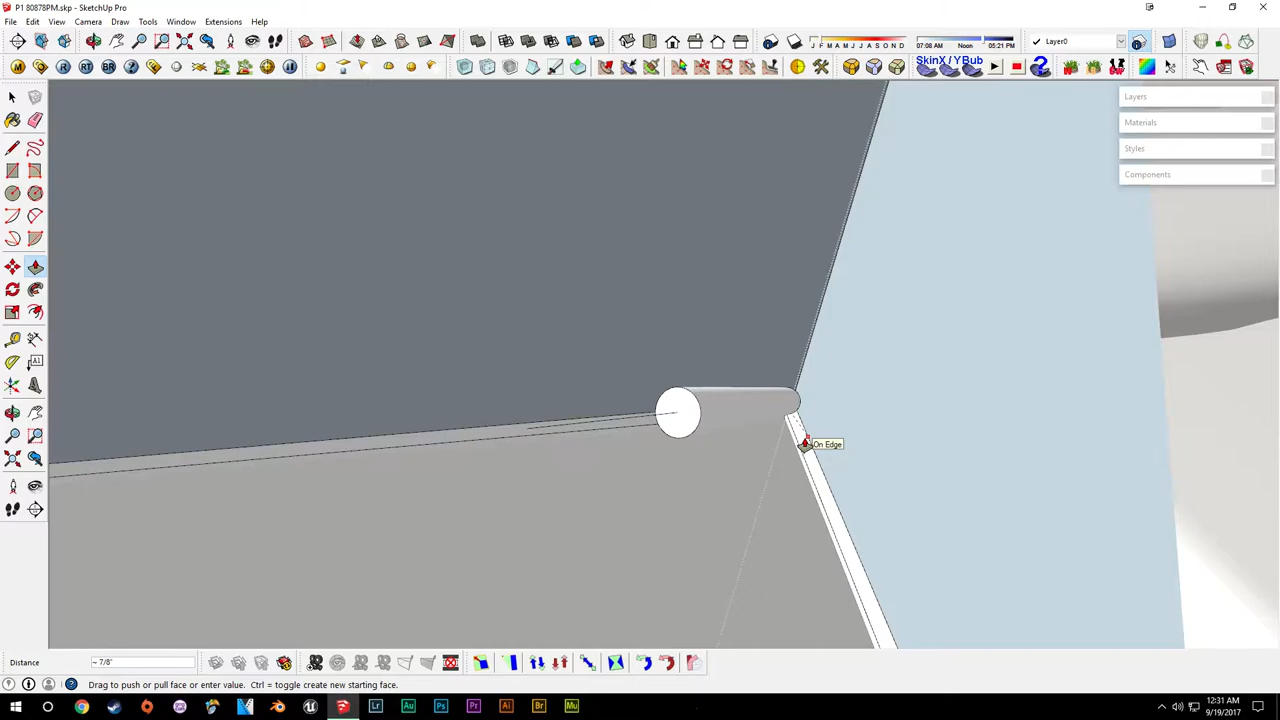 P1 80878PM.skp - SketchUp Pro
File Edit View Camera Draw Tools Window Extensions Help
J F M A M J J A S O N D
07:08 AM Noon 05:21 PM
Layer0
SkinX / YBub
Layers
Materials
Styles
Components
On Edge
Distance ~ 7/8"
Drag to push or pull face or enter value. Ctrl = toggle create new starting face.
12:31 AM
9/19/2017